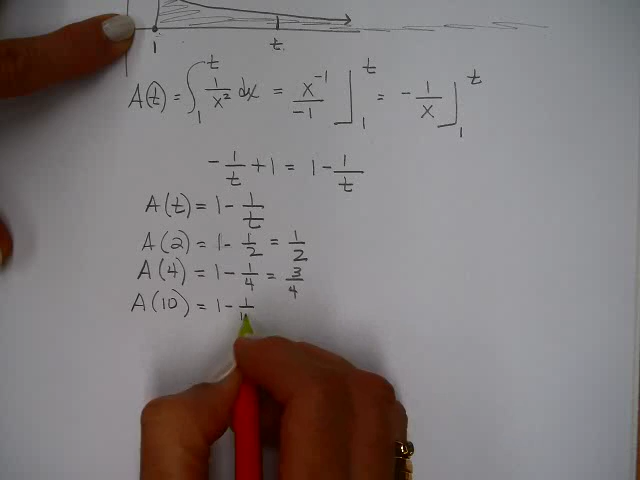 1 t
A(t) = ∫₁ᵗ 1/x² dx = x⁻¹/-1 ]₁ᵗ = - 1/x ]₁ᵗ
- 1/t + 1 = 1 - 1/t
A(t) = 1 - 1/t
A(2) = 1 - 1/2 = 1/2
A(4) = 1 - 1/4 = 3/4
A(10) = 1 - 1/1